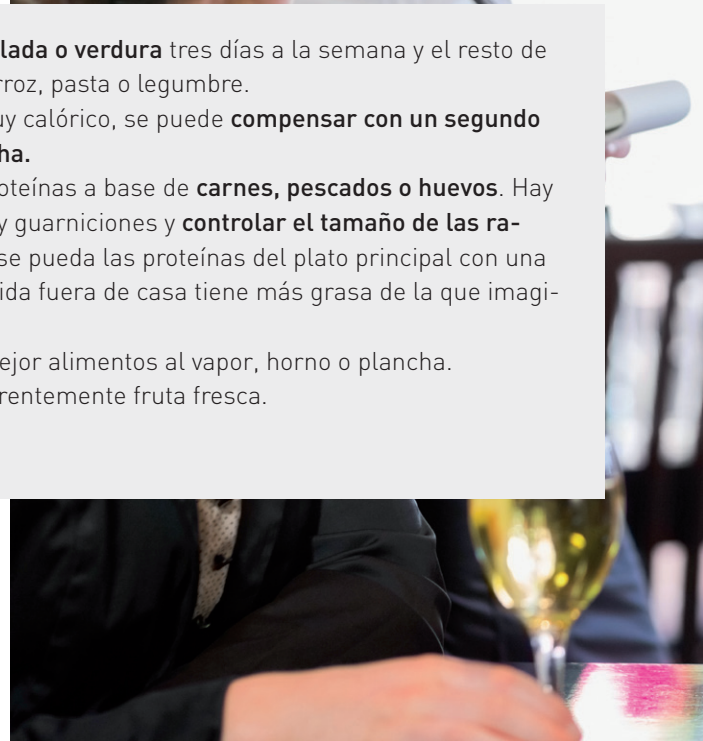 lada o verdura tres días a la semana y el resto de
rroz, pasta o legumbre.
uy calórico, se puede compensar con un segundo
ha.
oteínas a base de carnes, pescados o huevos. Hay
y guarniciones y controlar el tamaño de las ra-
se pueda las proteínas del plato principal con una
ida fuera de casa tiene más grasa de la que imagi-
ejor alimentos al vapor, horno o plancha.
rentemente fruta fresca.